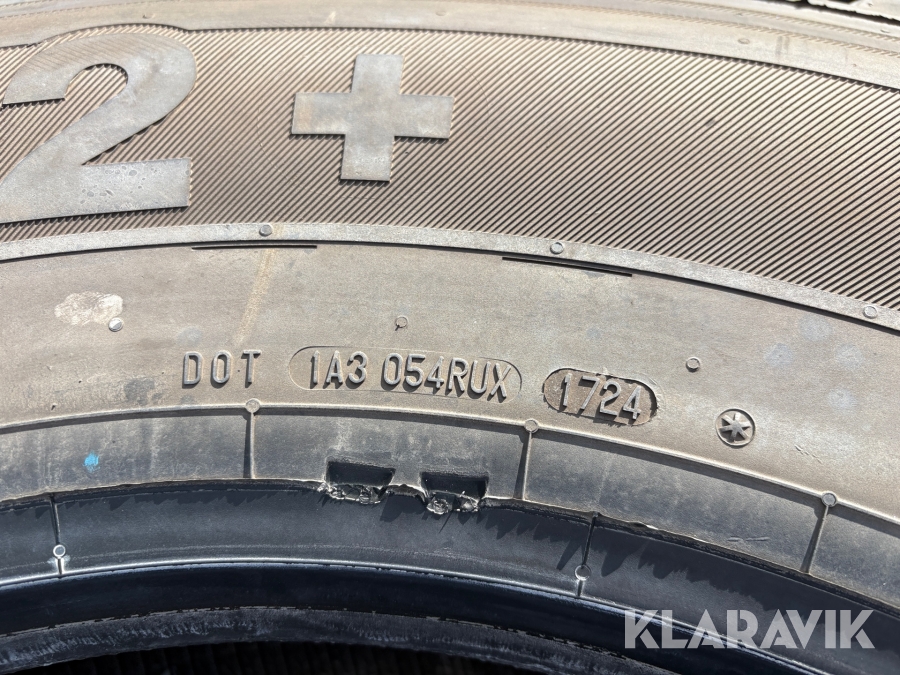 2+
DOT 1A3 054RUX 1724
KLARAVIK